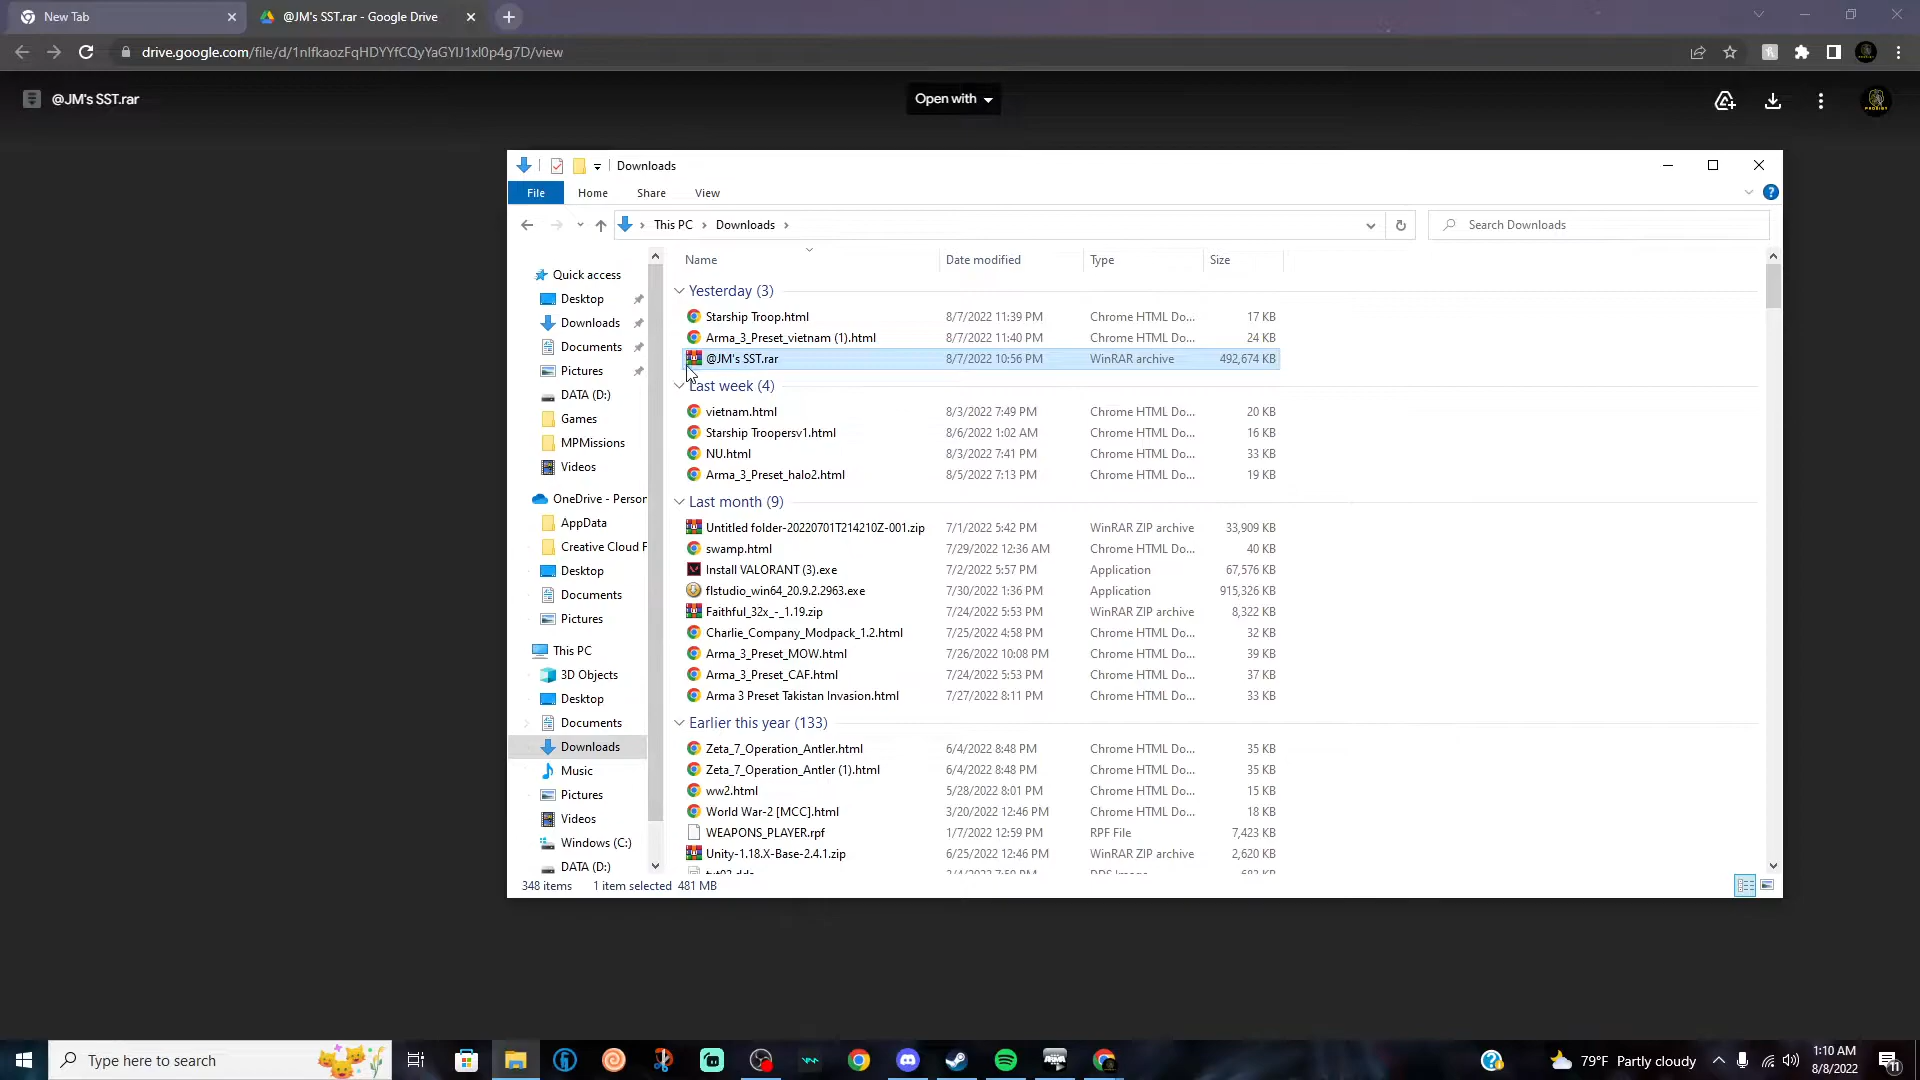 New Tab
@JM's SST.rar - Google Drive
drive.google.com/file/d/1nlfkaozFqHDYYfCQyYaGYlJ1xl0p4g7D/view
@JM's SST.rar
Open with
Downloads
File Home Share View
This PC Downloads
Search Downloads
Name Date modified Type Size
Quick access
Desktop
Downloads
Documents
Pictures
DATA (D:)
Games
MPMissions
Videos
OneDrive - Person
AppData
Creative Cloud F
Desktop
Documents
Pictures
This PC
3D Objects
Desktop
Documents
Downloads
Music
Pictures
Videos
Windows (C:)
DATA (D:)
Yesterday (3)
Starship Troop.html 8/7/2022 11:39 PM Chrome HTML Do... 17 KB
Arma_3_Preset_vietnam (1).html 8/7/2022 11:40 PM Chrome HTML Do... 24 KB
@JM's SST.rar 8/7/2022 10:56 PM WinRAR archive 492,674 KB
Last week (4)
vietnam.html 8/3/2022 7:49 PM Chrome HTML Do... 20 KB
Starship Troopersv1.html 8/6/2022 1:02 AM Chrome HTML Do... 16 KB
NU.html 8/3/2022 7:41 PM Chrome HTML Do... 33 KB
Arma_3_Preset_halo2.html 8/5/2022 7:13 PM Chrome HTML Do... 19 KB
Last month (9)
Untitled folder-20220701T214210Z-001.zip 7/1/2022 5:42 PM WinRAR ZIP archive 33,909 KB
swamp.html 7/29/2022 12:36 AM Chrome HTML Do... 40 KB
Install VALORANT (3).exe 7/2/2022 5:57 PM Application 67,576 KB
flstudio_win64_20.9.2.2963.exe 7/30/2022 1:36 PM Application 915,326 KB
Faithful_32x_-_1.19.zip 7/24/2022 5:53 PM WinRAR ZIP archive 8,322 KB
Charlie_Company_Modpack_1.2.html 7/25/2022 4:58 PM Chrome HTML Do... 32 KB
Arma_3_Preset_MOW.html 7/26/2022 10:08 PM Chrome HTML Do... 39 KB
Arma_3_Preset_CAF.html 7/24/2022 5:53 PM Chrome HTML Do... 37 KB
Arma 3 Preset Takistan Invasion.html 7/27/2022 8:11 PM Chrome HTML Do... 33 KB
Earlier this year (133)
Zeta_7_Operation_Antler.html 6/4/2022 8:48 PM Chrome HTML Do... 35 KB
Zeta_7_Operation_Antler (1).html 6/4/2022 8:48 PM Chrome HTML Do... 35 KB
ww2.html 5/28/2022 8:01 PM Chrome HTML Do... 15 KB
World War-2 [MCC].html 3/20/2022 12:46 PM Chrome HTML Do... 18 KB
WEAPONS_PLAYER.rpf 1/7/2022 12:59 PM RPF File 7,423 KB
Unity-1.18.X-Base-2.4.1.zip 6/25/2022 12:46 PM WinRAR ZIP archive 2,620 KB
348 items 1 item selected 481 MB
Type here to search
79°F Partly cloudy
1:10 AM
8/8/2022
11